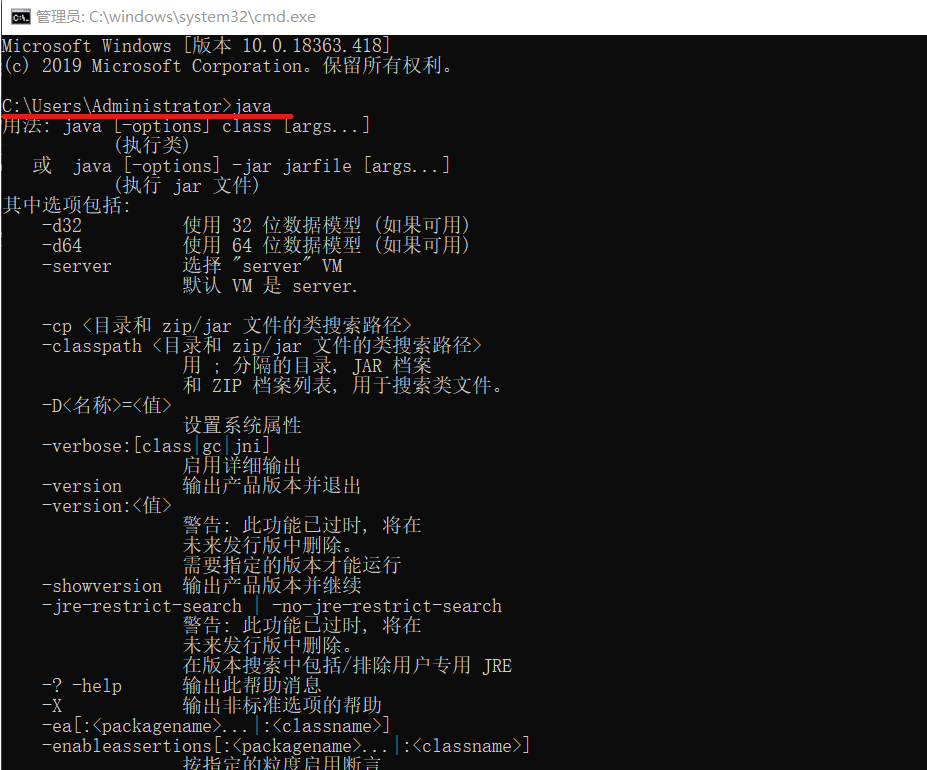 管理员: C:\windows\system32\cmd.exe
Microsoft Windows [版本 10.0.18363.418]
(c) 2019 Microsoft Corporation。保留所有权利。
C:\Users\Administrator>java
用法: java [-options] class [args...]
(执行类)
或 java [-options] -jar jarfile [args...]
(执行 jar 文件)
其中选项包括:
-d32 使用 32 位数据模型 (如果可用)
-d64 使用 64 位数据模型 (如果可用)
-server 选择 "server" VM
默认 VM 是 server.
-cp <目录和 zip/jar 文件的类搜索路径>
-classpath <目录和 zip/jar 文件的类搜索路径>
用 ; 分隔的目录, JAR 档案
和 ZIP 档案列表, 用于搜索类文件。
-D<名称>=<值>
设置系统属性
-verbose:[class|gc|jni]
启用详细输出
-version 输出产品版本并退出
-version:<值>
警告: 此功能已过时, 将在
未来发行版中删除。
需要指定的版本才能运行
-showversion 输出产品版本并继续
-jre-restrict-search | -no-jre-restrict-search
警告: 此功能已过时, 将在
未来发行版中删除。
在版本搜索中包括/排除用户专用 JRE
-? -help 输出此帮助消息
-X 输出非标准选项的帮助
-ea[:<packagename>...|:<classname>]
-enableassertions[:<packagename>...|:<classname>]
按指定的粒度启用断言